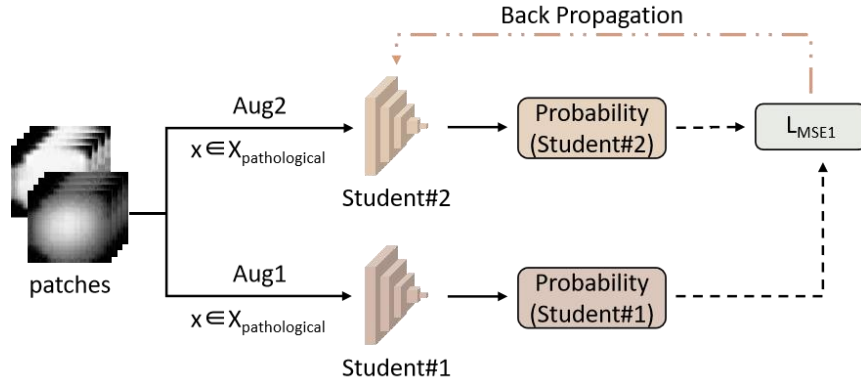 Back Propagation
Aug2
x∈X_pathological
Student#2
Probability
(Student#2)
L_MSE1
patches
Aug1
x∈X_pathological
Student#1
Probability
(Student#1)